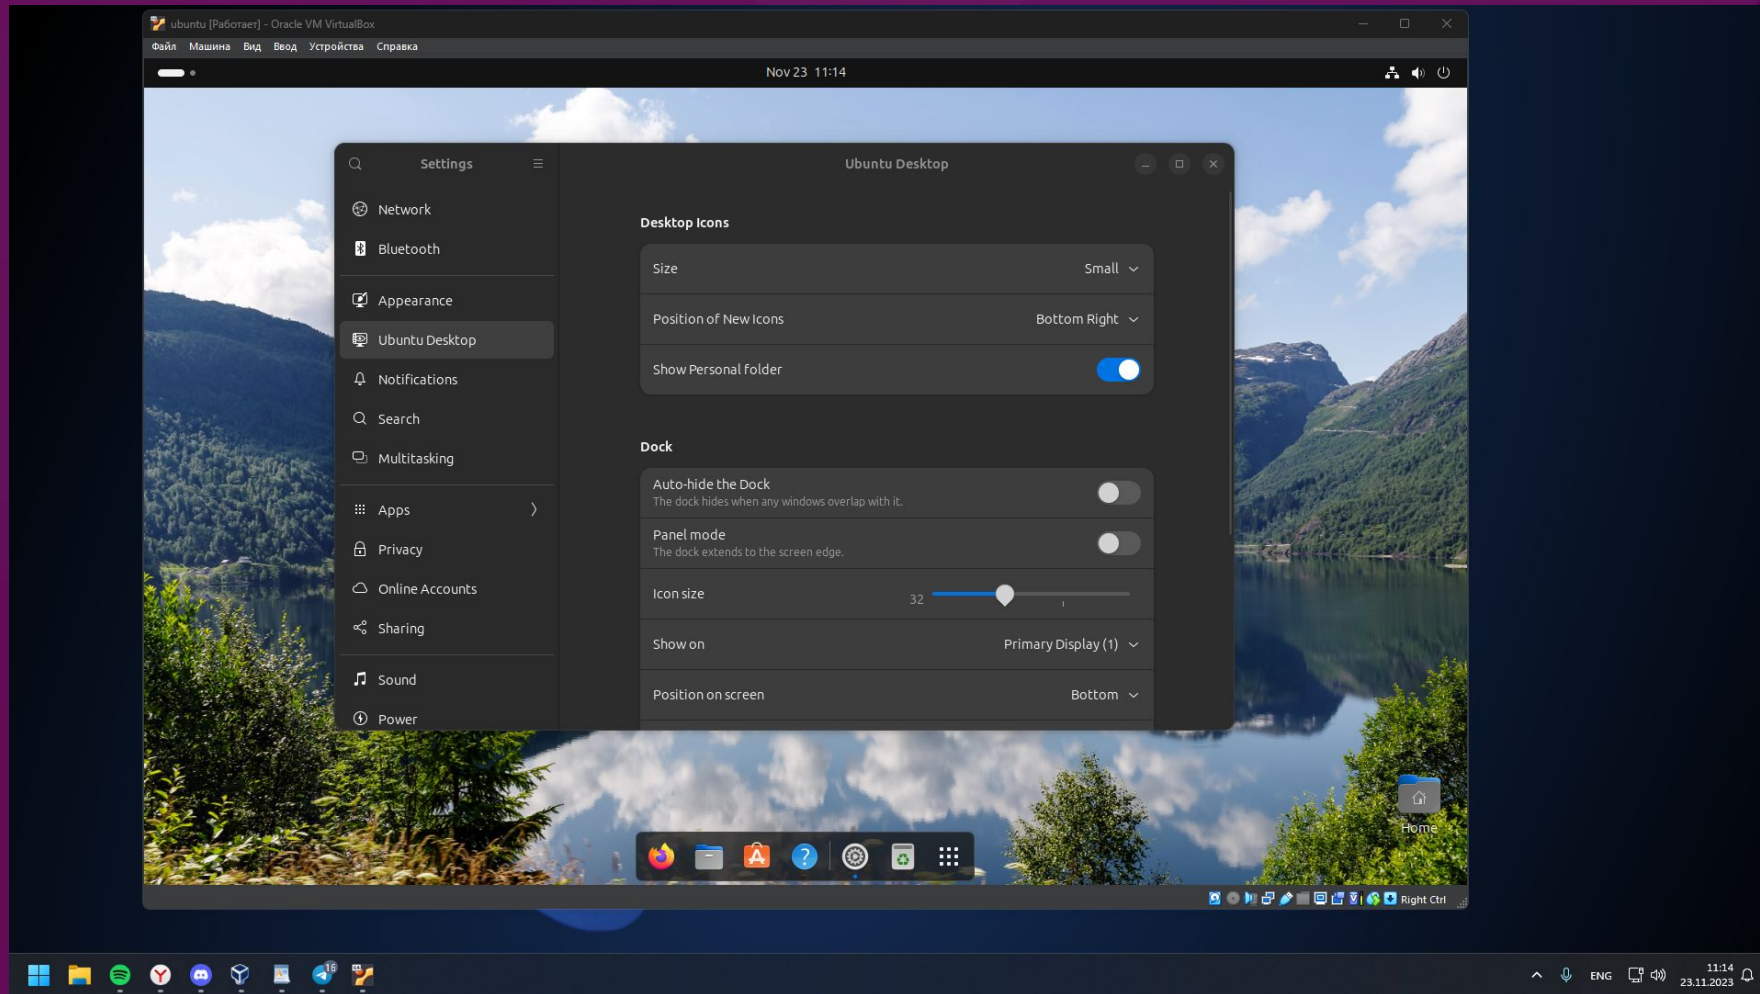 ubuntu [Работает] - Oracle VM VirtualBox
Файл Машина Вид Ввод Устройства Справка
Nov 23 11:14
Settings
Ubuntu Desktop
Network
Bluetooth
Appearance
Ubuntu Desktop
Notifications
Search
Multitasking
Apps
Privacy
Online Accounts
Sharing
Sound
Power
Desktop Icons
Size Small
Position of New Icons Bottom Right
Show Personal folder
Dock
Auto-hide the Dock
The dock hides when any windows overlap with it.
Panel mode
The dock extends to the screen edge.
Icon size 32
Show on Primary Display (1)
Position on screen Bottom
Home
Right Ctrl
16
ENG
11:14
23.11.2023